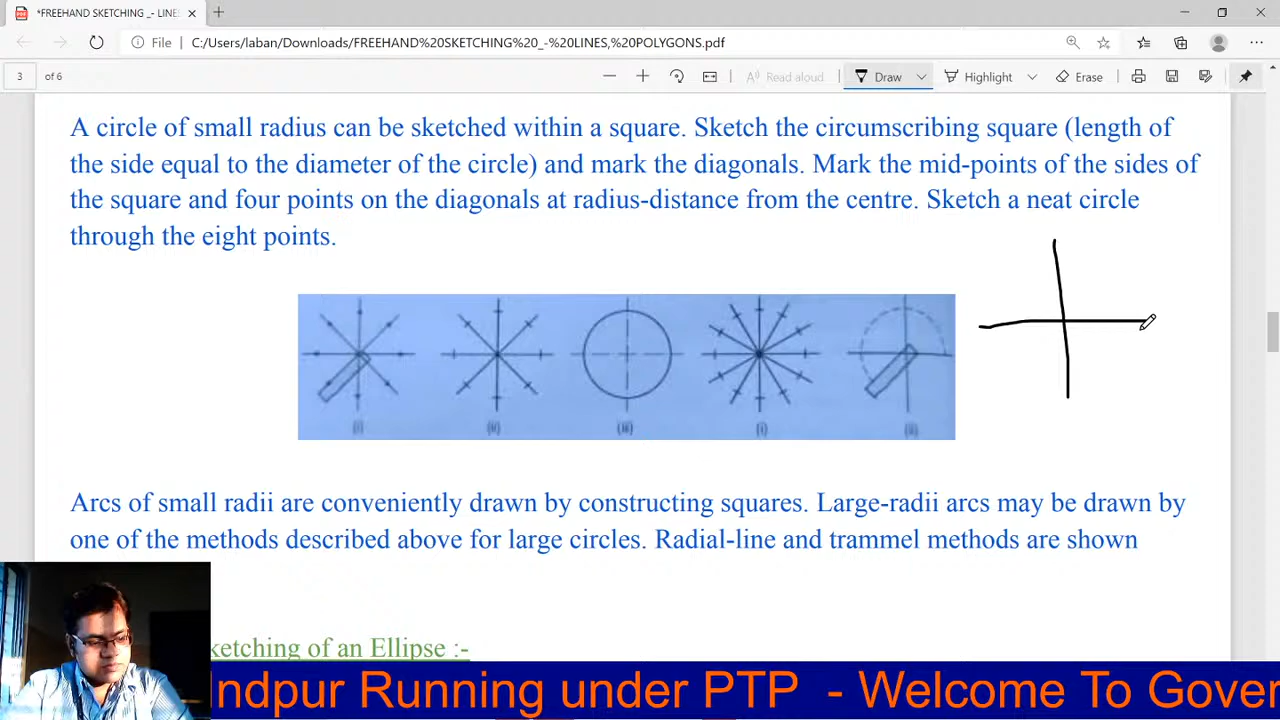 *FREEHAND SKETCHING _- LINES
File
C:/Users/laban/Downloads/FREEHAND%20SKETCHING%20_-%20LINES,%20POLYGONS.pdf
3 of 6
Read aloud
Draw
Highlight
Erase
A circle of small radius can be sketched within a square. Sketch the circumscribing square (length of
the side equal to the diameter of the circle) and mark the diagonals. Mark the mid-points of the sides of
the square and four points on the diagonals at radius-distance from the centre. Sketch a neat circle
through the eight points.
(i) (ii) (iii) (i) (ii)
Arcs of small radii are conveniently drawn by constructing squares. Large-radii arcs may be drawn by
one of the methods described above for large circles. Radial-line and trammel methods are shown
ketching of an Ellipse :-
ndpur Running under PTP - Welcome To Gover